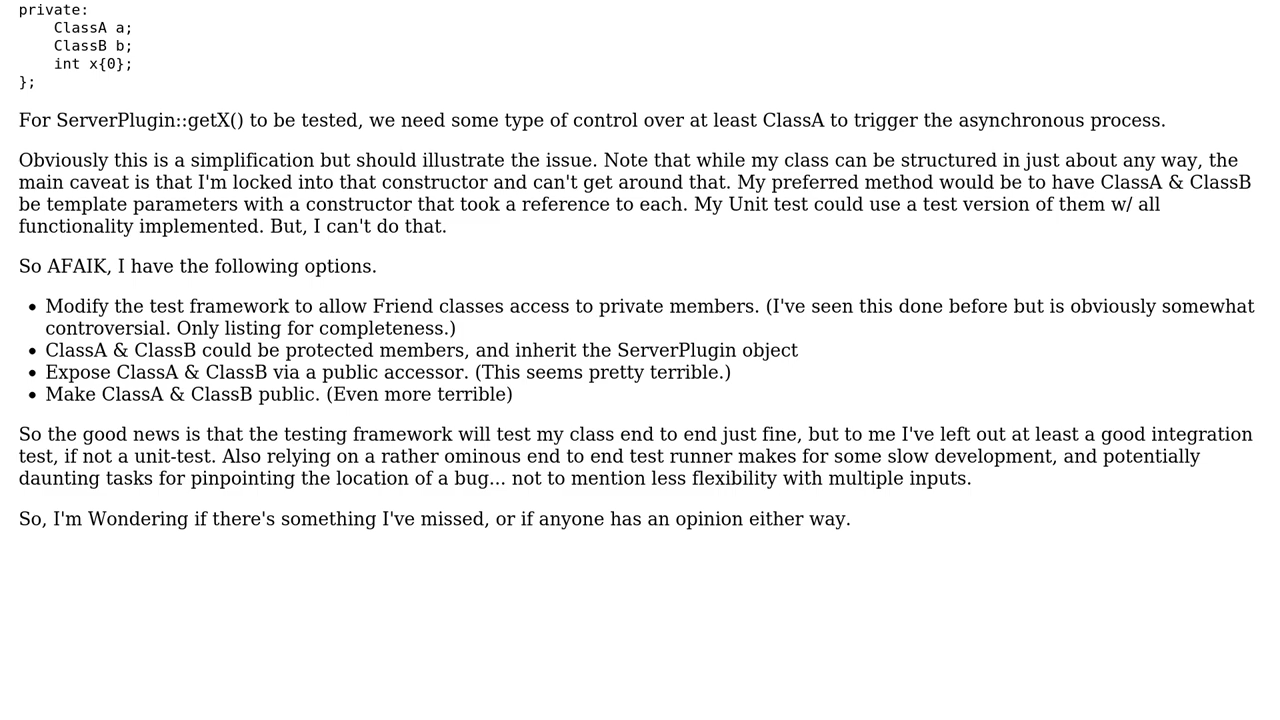 private:
    ClassA a;
    ClassB b;
    int x{0};
};
For ServerPlugin::getX() to be tested, we need some type of control over at least ClassA to trigger the asynchronous process.
Obviously this is a simplification but should illustrate the issue. Note that while my class can be structured in just about any way, the
main caveat is that I'm locked into that constructor and can't get around that. My preferred method would be to have ClassA & ClassB
be template parameters with a constructor that took a reference to each. My Unit test could use a test version of them w/ all
functionality implemented. But, I can't do that.
So AFAIK, I have the following options.
• Modify the test framework to allow Friend classes access to private members. (I've seen this done before but is obviously somewhat
controversial. Only listing for completeness.)
• ClassA & ClassB could be protected members, and inherit the ServerPlugin object
• Expose ClassA & ClassB via a public accessor. (This seems pretty terrible.)
• Make ClassA & ClassB public. (Even more terrible)
So the good news is that the testing framework will test my class end to end just fine, but to me I've left out at least a good integration
test, if not a unit-test. Also relying on a rather ominous end to end test runner makes for some slow development, and potentially
daunting tasks for pinpointing the location of a bug... not to mention less flexibility with multiple inputs.
So, I'm Wondering if there's something I've missed, or if anyone has an opinion either way.